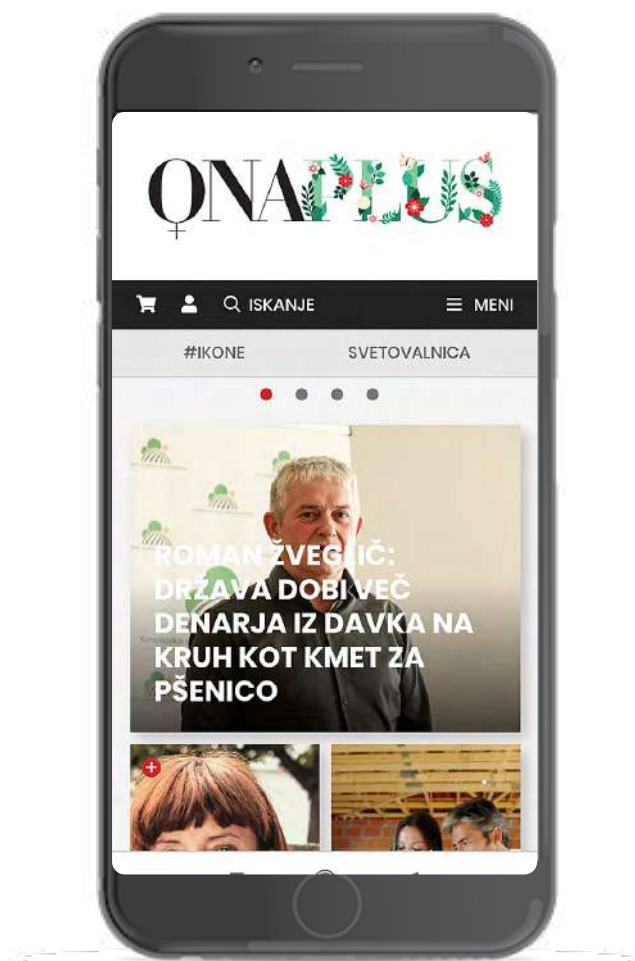 ONAPLUS
ISKANJE
MENI
#IKONE
SVETOVALNICA
ROMAN ŽVEGLIČ:
DRŽAVA DOBI VEČ
DENARJA IZ DAVKA NA
KRUH KOT KMET ZA
PŠENICO